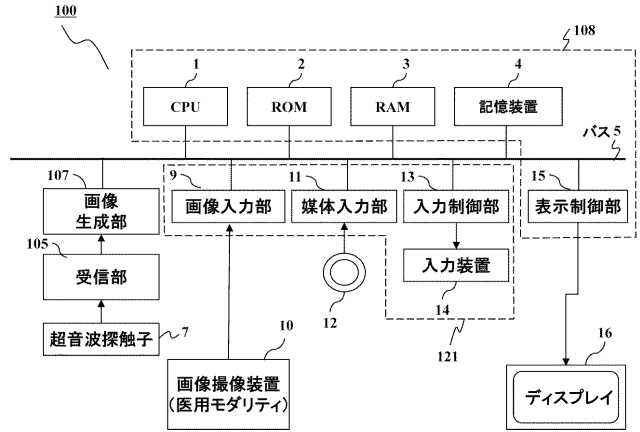 100
108
1
2
3
4
CPU
ROM
RAM
記憶装置
バス
5
107
9
11
13
15
画像
生成部
画像入力部
媒体入力部
入力制御部
表示制御部
105
受信部
入力装置
12
14
超音波探触子
7
10
121
16
画像撮像装置
(医用モダリティ)
ディスプレイ